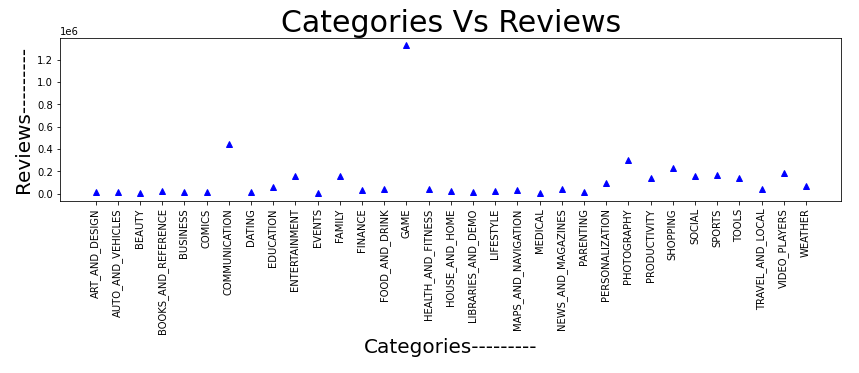 Categories Vs Reviews
1e6
Reviews---------
1.2
1.0
0.8
0.6
0.4
0.2
0.0
ART_AND_DESIGN
AUTO_AND_VEHICLES
BEAUTY
BOOKS_AND_REFERENCE
BUSINESS
COMICS
COMMUNICATION
DATING
EDUCATION
ENTERTAINMENT
EVENTS
FAMILY
FINANCE
FOOD_AND_DRINK
GAME
HEALTH_AND_FITNESS
HOUSE_AND_HOME
LIBRARIES_AND_DEMO
LIFESTYLE
MAPS_AND_NAVIGATION
MEDICAL
NEWS_AND_MAGAZINES
PARENTING
PERSONALIZATION
PHOTOGRAPHY
PRODUCTIVITY
SHOPPING
SOCIAL
SPORTS
TOOLS
TRAVEL_AND_LOCAL
VIDEO_PLAYERS
WEATHER
Categories---------